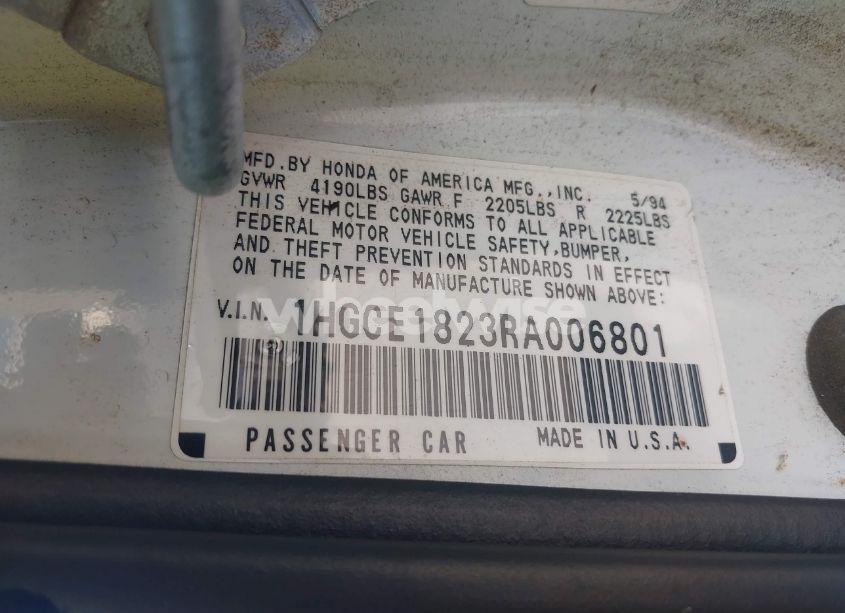 MFD.BY HONDA OF AMERICA MFG.,INC. 5/94
GVWR 4190LBS GAWR F 2205LBS R 2225LBS
THIS VEHICLE CONFORMS TO ALL APPLICABLE
FEDERAL MOTOR VEHICLE SAFETY,BUMPER,
AND THEFT PREVENTION STANDARDS IN EFFECT
ON THE DATE OF MANUFACTURE SHOWN ABOVE:
V.I.N. 1HGCE1823RA006801
PASSENGER CAR MADE IN U.S.A.